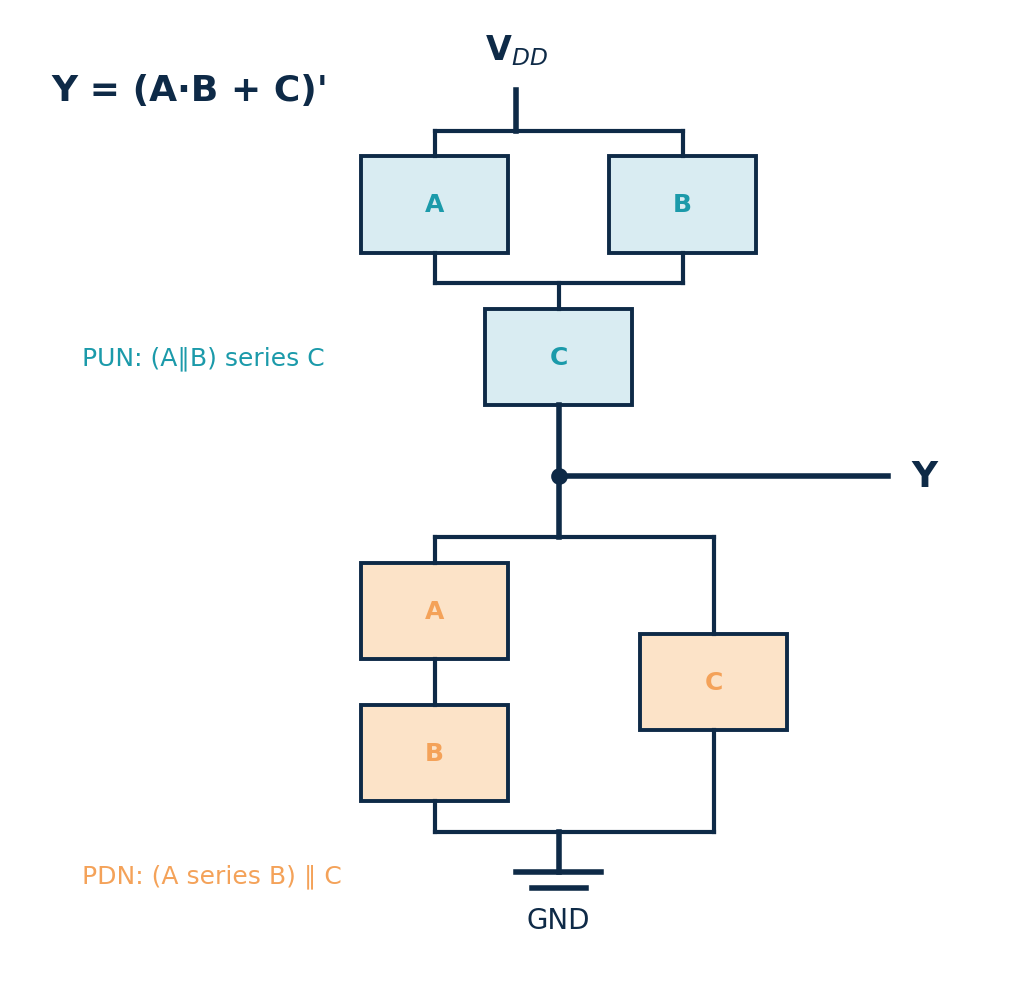 V_DD
Y = (A·B + C)'
A
B
C
PUN: (A∥B) series C
Y
A
C
B
PDN: (A series B) ∥ C
GND